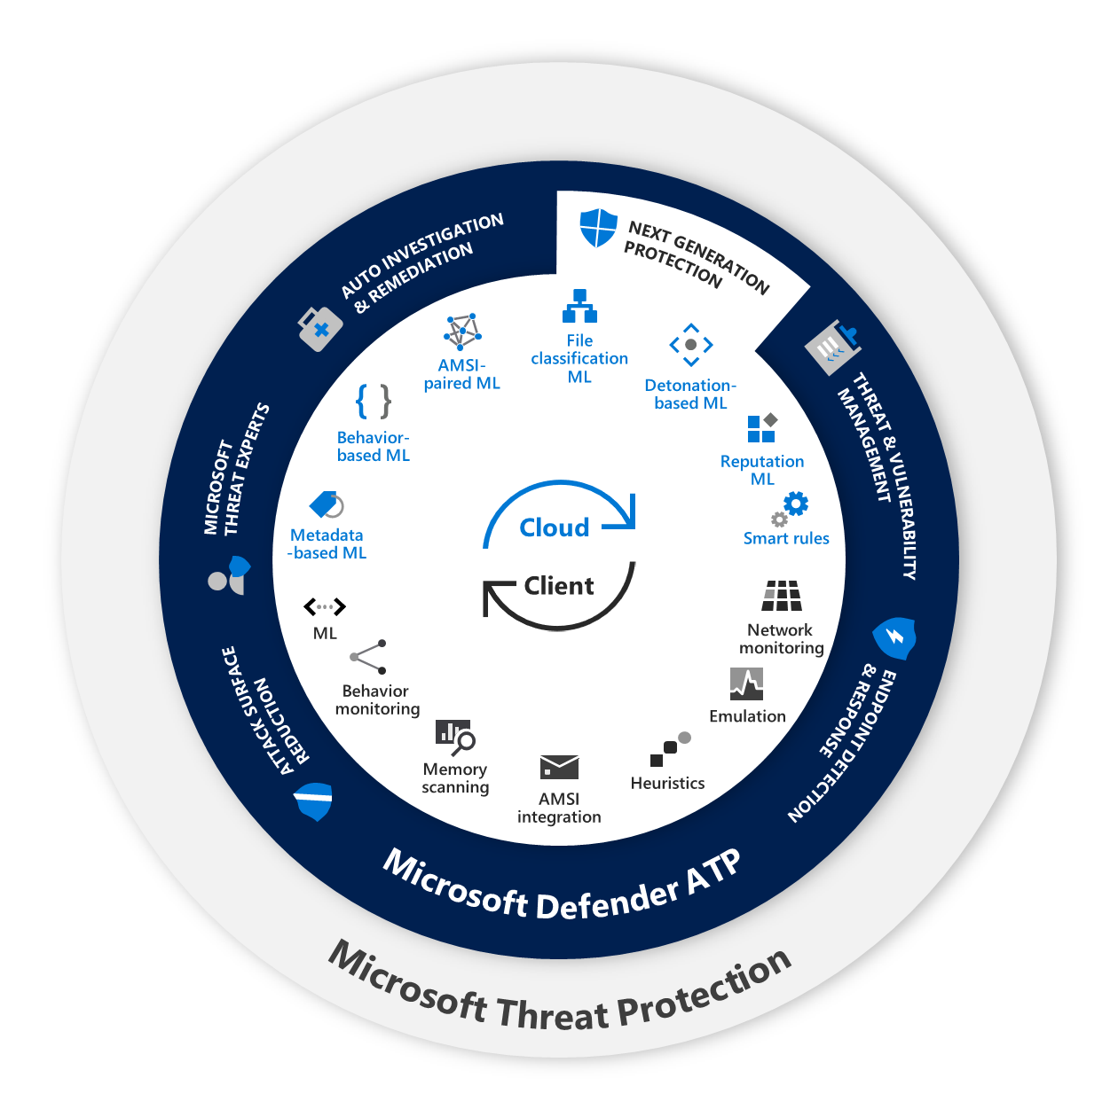 AUTO INVESTIGATION
& REMEDIATION
NEXT GENERATION
PROTECTION
THREAT & VULNERABILITY
MANAGEMENT
ENDPOINT DETECTION
& RESPONSE
MICROSOFT
THREAT EXPERTS
ATTACK SURFACE
REDUCTION
File
classification
ML
AMSI-
paired ML
Detonation-
based ML
Behavior-
based ML
Reputation
ML
Metadata
-based ML
Smart rules
Cloud
Client
ML
Network
monitoring
Behavior
monitoring
Emulation
Memory
scanning
Heuristics
AMSI
integration
Microsoft Defender ATP
Microsoft Threat Protection